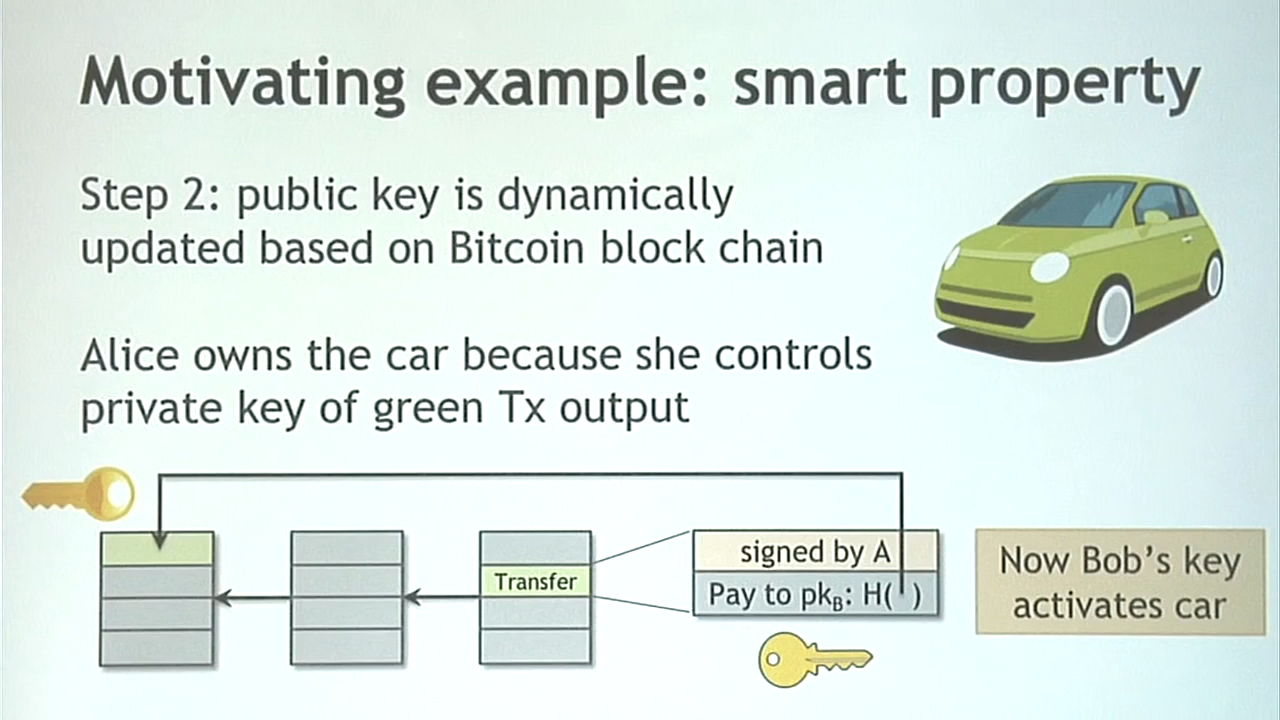 Motivating example: smart property
Step 2: public key is dynamically
updated based on Bitcoin block chain
Alice owns the car because she controls
private key of green Tx output
Transfer
signed by A
Pay to pkB: H( )
Now Bob's key
activates car